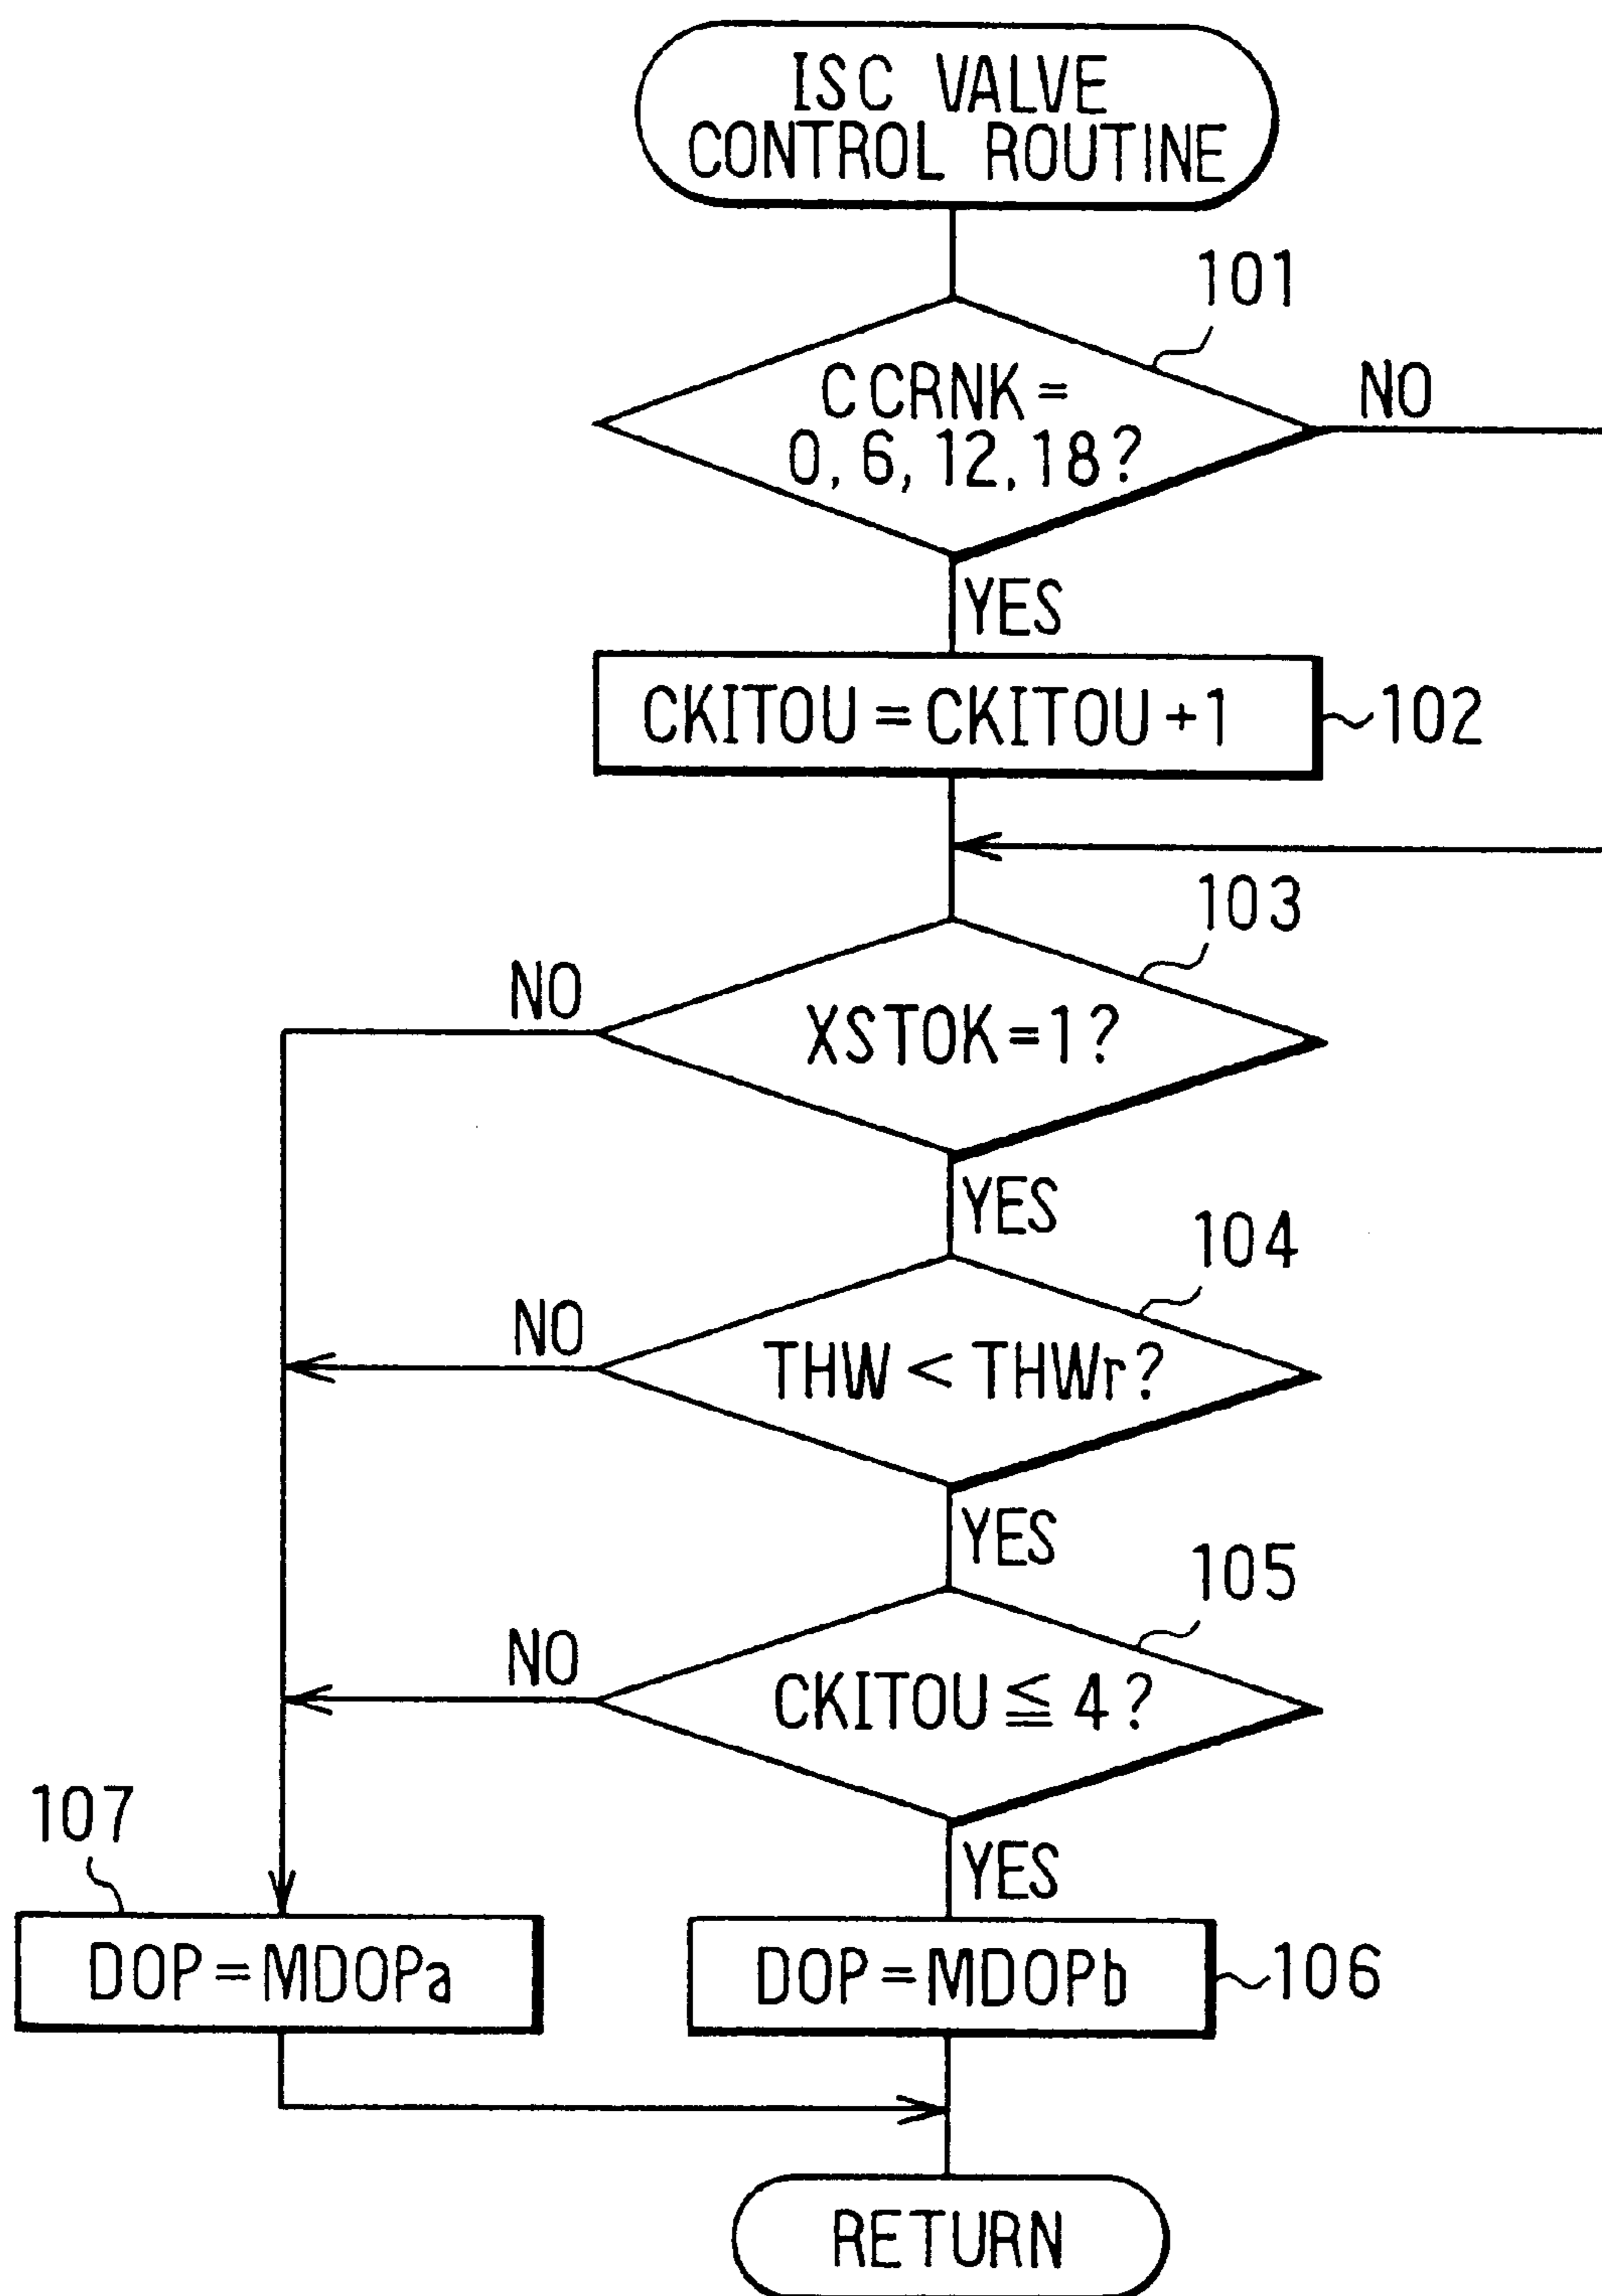 ISC VALVE
CONTROL ROUTINE
101
CCRNK =
0, 6, 12, 18?
NO
YES
CKITOU = CKITOU + 1
102
103
NO
XSTOK = 1?
YES
104
NO
THW < THWr?
YES
105
NO
CKITOU ≦ 4?
YES
107
DOP = MDOPa
DOP = MDOPb
106
RETURN